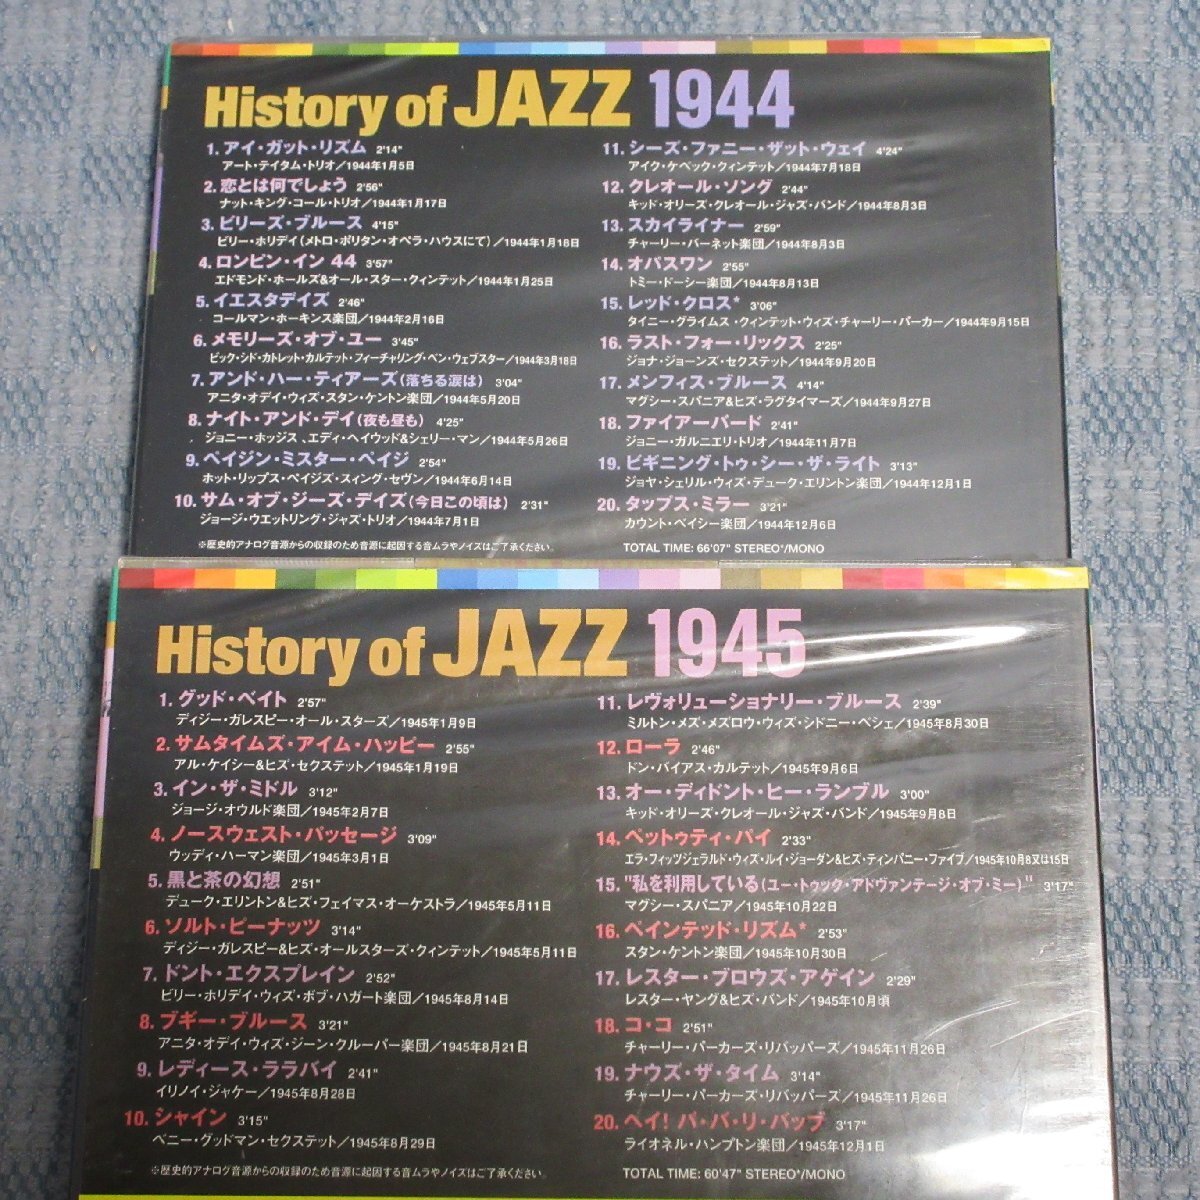 History of JAZZ 1944
1. アイ・ガット・リズム 2'14"
アート・テイタム・トリオ／1944年1月5日
2. 恋とは何でしょう 2'56"
ナット・キング・コール・トリオ／1944年1月17日
3. ビリーズ・ブルース 4'15"
ビリー・ホリデイ（メトロ・ポリタン・オペラ・ハウスにて）／1944年1月18日
4. ロンピン・イン 44 3'57"
エドモンド・ホールズ&オール・スター・クィンテット／1944年1月25日
5. イエスタデイズ 2'46"
コールマン・ホーキンス楽団／1944年2月16日
6. メモリーズ・オブ・ユー 3'45"
ビック・シド・カトレット・カルテット・フィーチャリング・ベン・ウェブスター／1944年3月18日
7. アンド・ハー・ティアーズ（落ちる涙は） 3'04"
アニタ・オデイ・ウィズ・スタン・ケントン楽団／1944年5月20日
8. ナイト・アンド・デイ（夜も昼も） 4'25"
ジョニー・ホッジス、エディ・ヘイウッド&シェリー・マン／1944年5月26日
9. ペイジン・ミスター・ペイジ 2'54"
ホット・リップス・ペイジズ・スィング・セヴン／1944年6月14日
10. サム・オブ・ジーズ・デイズ（今日この頃は） 2'31"
ジョージ・ウエットリング・ジャズ・トリオ／1944年7月1日
※歴史的アナログ音源からの収録のため音源に起因する音ムラやノイズはご了承ください。
11. シーズ・ファニー・ザット・ウェイ 4'24"
アイク・ケベック・クィンテット／1944年7月18日
12. クレオール・ソング 2'44"
キッド・オリーズ・クレオール・ジャズ・バンド／1944年8月3日
13. スカイライナー 2'59"
チャーリー・バーネット楽団／1944年8月3日
14. オパスワン 2'55"
トミー・ドーシー楽団／1944年8月13日
15. レッド・クロス* 3'06"
タイニー・グライムス・クィンテット・ウィズ・チャーリー・パーカー／1944年9月15日
16. ラスト・フォー・リックス 2'25"
ジョナ・ジョーンズ・セクステット／1944年9月20日
17. メンフィス・ブルース 4'14"
マグシー・スパニア&ヒズ・ラグタイマーズ／1944年9月27日
18. ファイアーバード 2'41"
ジョニー・ガルニエリ・トリオ／1944年11月7日
19. ビギニング・トゥ・シー・ザ・ライト 3'13"
ジョヤ・シェリル・ウィズ・デューク・エリントン楽団／1944年12月1日
20. タップス・ミラー 3'21"
カウント・ベイシー楽団／1944年12月6日
TOTAL TIME: 66'07" STEREO*/MONO
History of JAZZ 1945
1. グッド・ベイト 2'57"
ディジー・ガレスピー・オール・スターズ／1945年1月9日
2. サムタイムズ・アイム・ハッピー 2'55"
アル・ケイシー&ヒズ・セクステット／1945年1月19日
3. イン・ザ・ミドル 3'12"
ジョージ・オウルド楽団／1945年2月7日
4. ノースウェスト・パッセージ 3'09"
ウッディ・ハーマン楽団／1945年3月1日
5. 黒と茶の幻想 2'51"
デューク・エリントン&ヒズ・フェイマス・オーケストラ／1945年5月11日
6. ソルト・ピーナッツ 3'14"
ディジー・ガレスピー&ヒズ・オールスターズ・クィンテット／1945年5月11日
7. ドント・エクスプレイン 2'52"
ビリー・ホリデイ・ウィズ・ボブ・ハガート楽団／1945年8月14日
8. ブギー・ブルース 3'21"
アニタ・オデイ・ウィズ・ジーン・クルーパー楽団／1945年8月21日
9. レディース・ララバイ 2'41"
イリノイ・ジャケー／1945年8月28日
10. シャイン 3'15"
ベニー・グッドマン・セクステット／1945年8月29日
※歴史的アナログ音源からの収録のため音源に起因する音ムラやノイズはご了承ください。
11. レヴォリューショナリー・ブルース 2'39"
ミルトン・メズ・メズロウ・ウィズ・シドニー・ベシェ／1945年8月30日
12. ローラ 2'46"
ドン・バイアス・カルテット／1945年9月6日
13. オー・ディドント・ヒー・ランブル 3'00"
キッド・オリーズ・クレオール・ジャズ・バンド／1945年9月8日
14. ペットゥティ・パイ 2'33"
エラ・フィッツジェラルド・ウィズ・ルイ・ジョーダン&ヒズ・ティンパニー・ファイブ／1945年10月8又は15日
15. "私を利用している（ユー・トゥック・アドヴァンテージ・オブ・ミー）" 3'17"
マグシー・スパニア／1945年10月22日
16. ペインテッド・リズム* 2'53"
スタン・ケントン楽団／1945年10月30日
17. レスター・ブロウズ・アゲイン 2'29"
レスター・ヤング&ヒズ・バンド／1945年10月頃
18. コ・コ 2'51"
チャーリー・パーカーズ・リバッパーズ／1945年11月26日
19. ナウズ・ザ・タイム 3'14"
チャーリー・パーカーズ・リバッパーズ／1945年11月26日
20. ヘイ! バ・バ・リ・バップ 3'17"
ライオネル・ハンプトン楽団／1945年12月1日
TOTAL TIME: 60'47" STEREO*/MONO